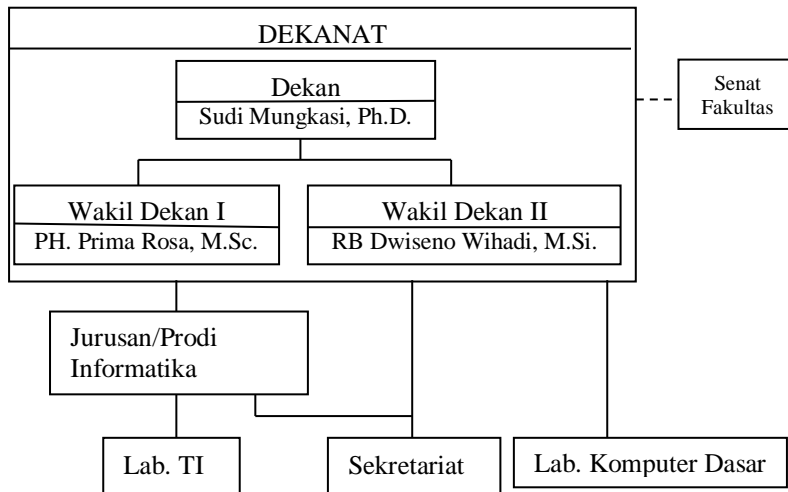 DEKANAT
Dekan
Sudi Mungkasi, Ph.D.
Senat
Fakultas
Wakil Dekan I
PH. Prima Rosa, M.Sc.
Wakil Dekan II
RB Dwiseno Wihadi, M.Si.
Jurusan/Prodi
Informatika
Lab. TI
Sekretariat
Lab. Komputer Dasar